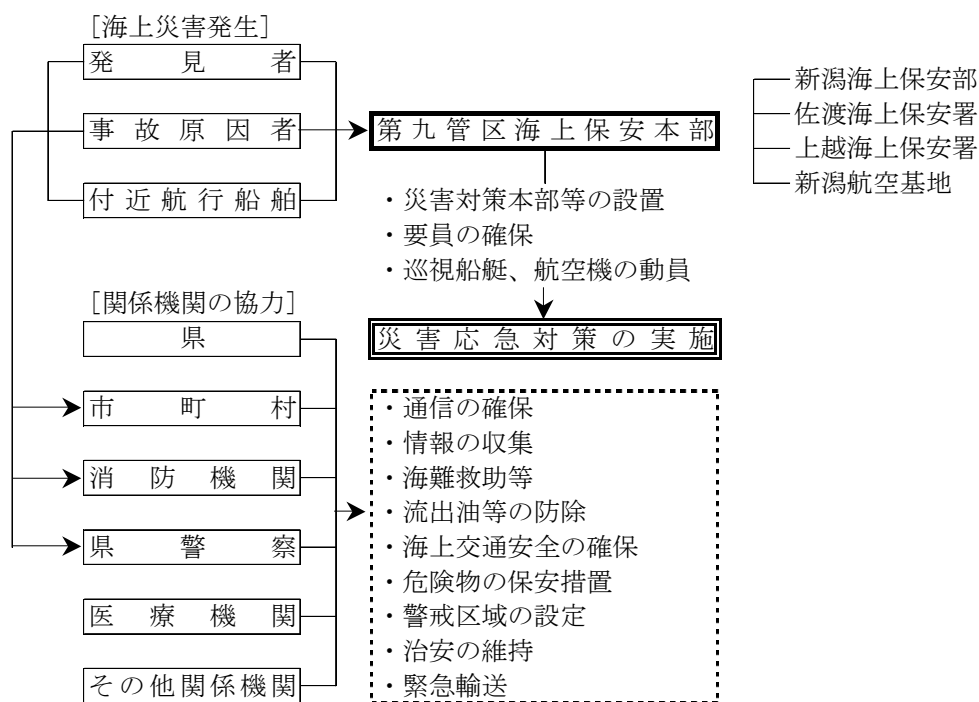 ［海上災害発生］
発見者
事故原因者
付近航行船舶
第九管区海上保安本部
新潟海上保安部
佐渡海上保安署
上越海上保安署
新潟航空基地
・災害対策本部等の設置
・要員の確保
・巡視船艇、航空機の動員
災害応急対策の実施
［関係機関の協力］
県
市町村
消防機関
県警察
医療機関
その他関係機関
・通信の確保
・情報の収集
・海難救助等
・流出油等の防除
・海上交通安全の確保
・危険物の保安措置
・警戒区域の設定
・治安の維持
・緊急輸送